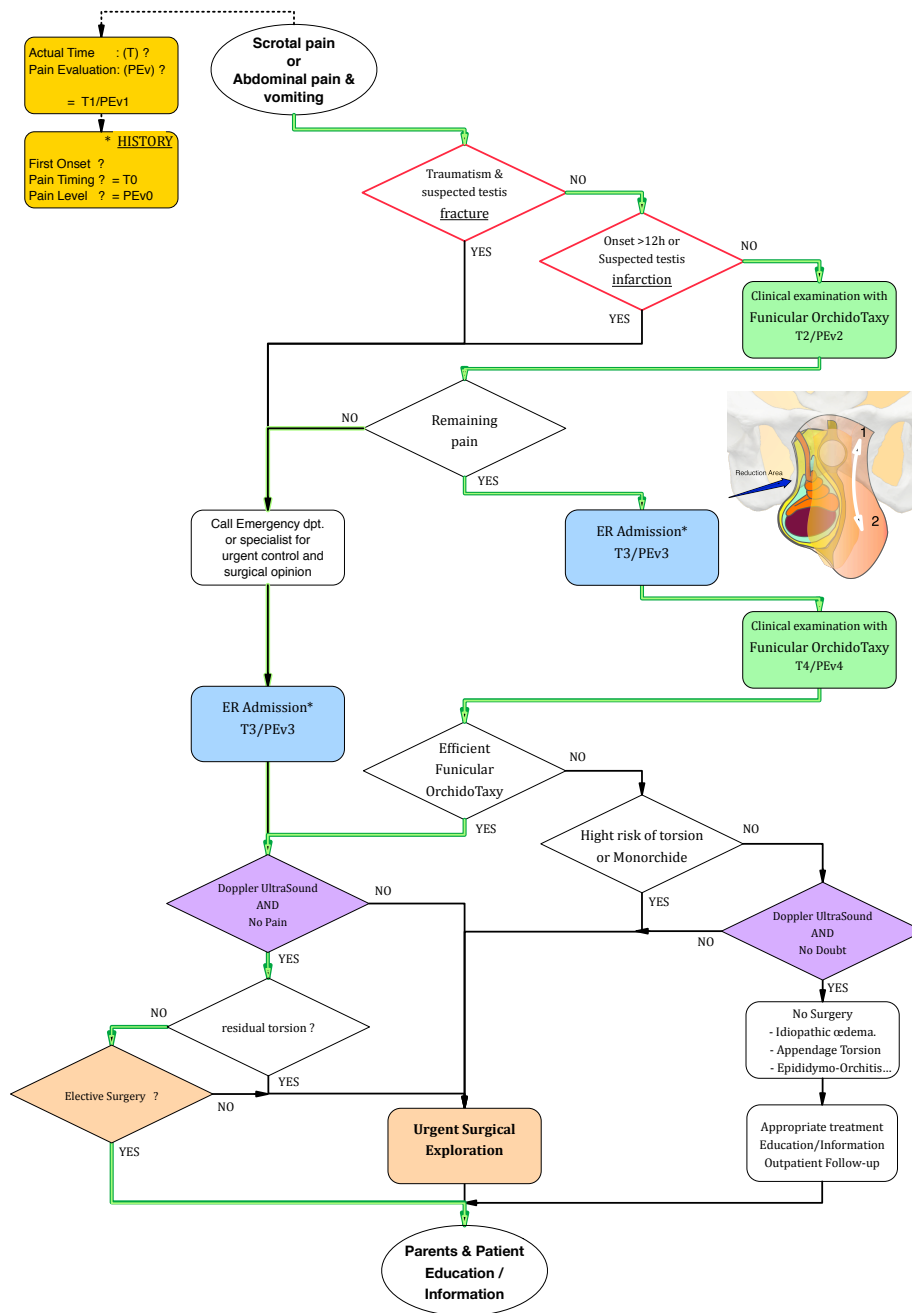 Scrotal pain
or
Abdominal pain &
vomiting
Actual Time : (T) ?
Pain Evaluation: (PEv) ?
= T1/PEv1
* HISTORY
First Onset ?
Pain Timing ? = T0
Pain Level ? = PEv0
Traumatism &
suspected testis
fracture
NO
YES
Onset >12h or
Suspected testis
infarction
NO
YES
Clinical examination with
Funicular OrchidoTaxy
T2/PEv2
Remaining
pain
NO
YES
Reduction Area
1
2
Call Emergency dpt.
or specialist for
urgent control and
surgical opinion
ER Admission*
T3/PEv3
Clinical examination with
Funicular OrchidoTaxy
T4/PEv4
ER Admission*
T3/PEv3
Efficient
Funicular
OrchidoTaxy
NO
YES
Hight risk of torsion
or Monorchide
NO
YES
Doppler UltraSound
AND
No Pain
NO
YES
Doppler UltraSound
AND
No Doubt
NO
YES
residual torsion ?
NO
YES
No Surgery
- Idiopathic œdema.
- Appendage Torsion
- Epididymo-Orchitis...
Elective Surgery ?
NO
YES
Urgent Surgical
Exploration
Appropriate treatment
Education/Information
Outpatient Follow-up
Parents & Patient
Education /
Information